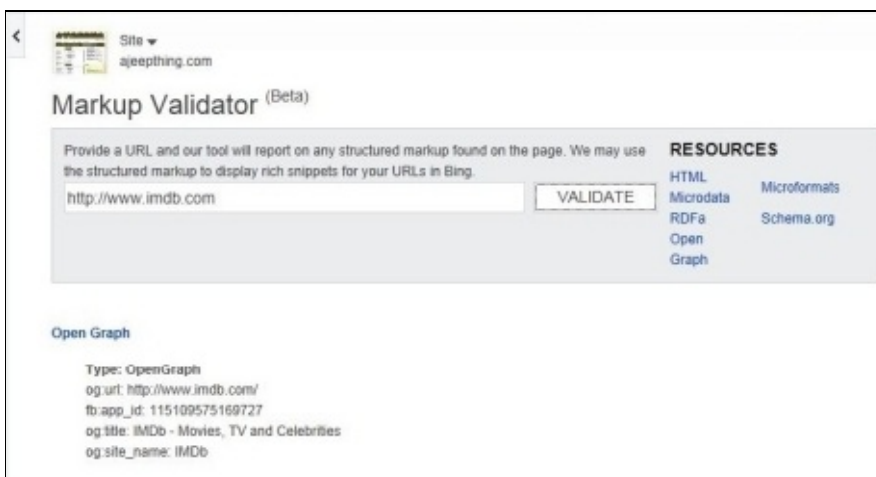 Site
ajeepthing.com
Markup Validator (Beta)
Provide a URL and our tool will report on any structured markup found on the page. We may use
the structured markup to display rich snippets for your URLs in Bing.
http://www.imdb.com
VALIDATE
RESOURCES
HTML
Microdata
RDFa
Open
Graph
Microformats
Schema.org
Open Graph
Type: OpenGraph
og:url: http://www.imdb.com/
fb:app_id: 115109575169727
og:title: IMDb - Movies, TV and Celebrities
og:site_name: IMDb